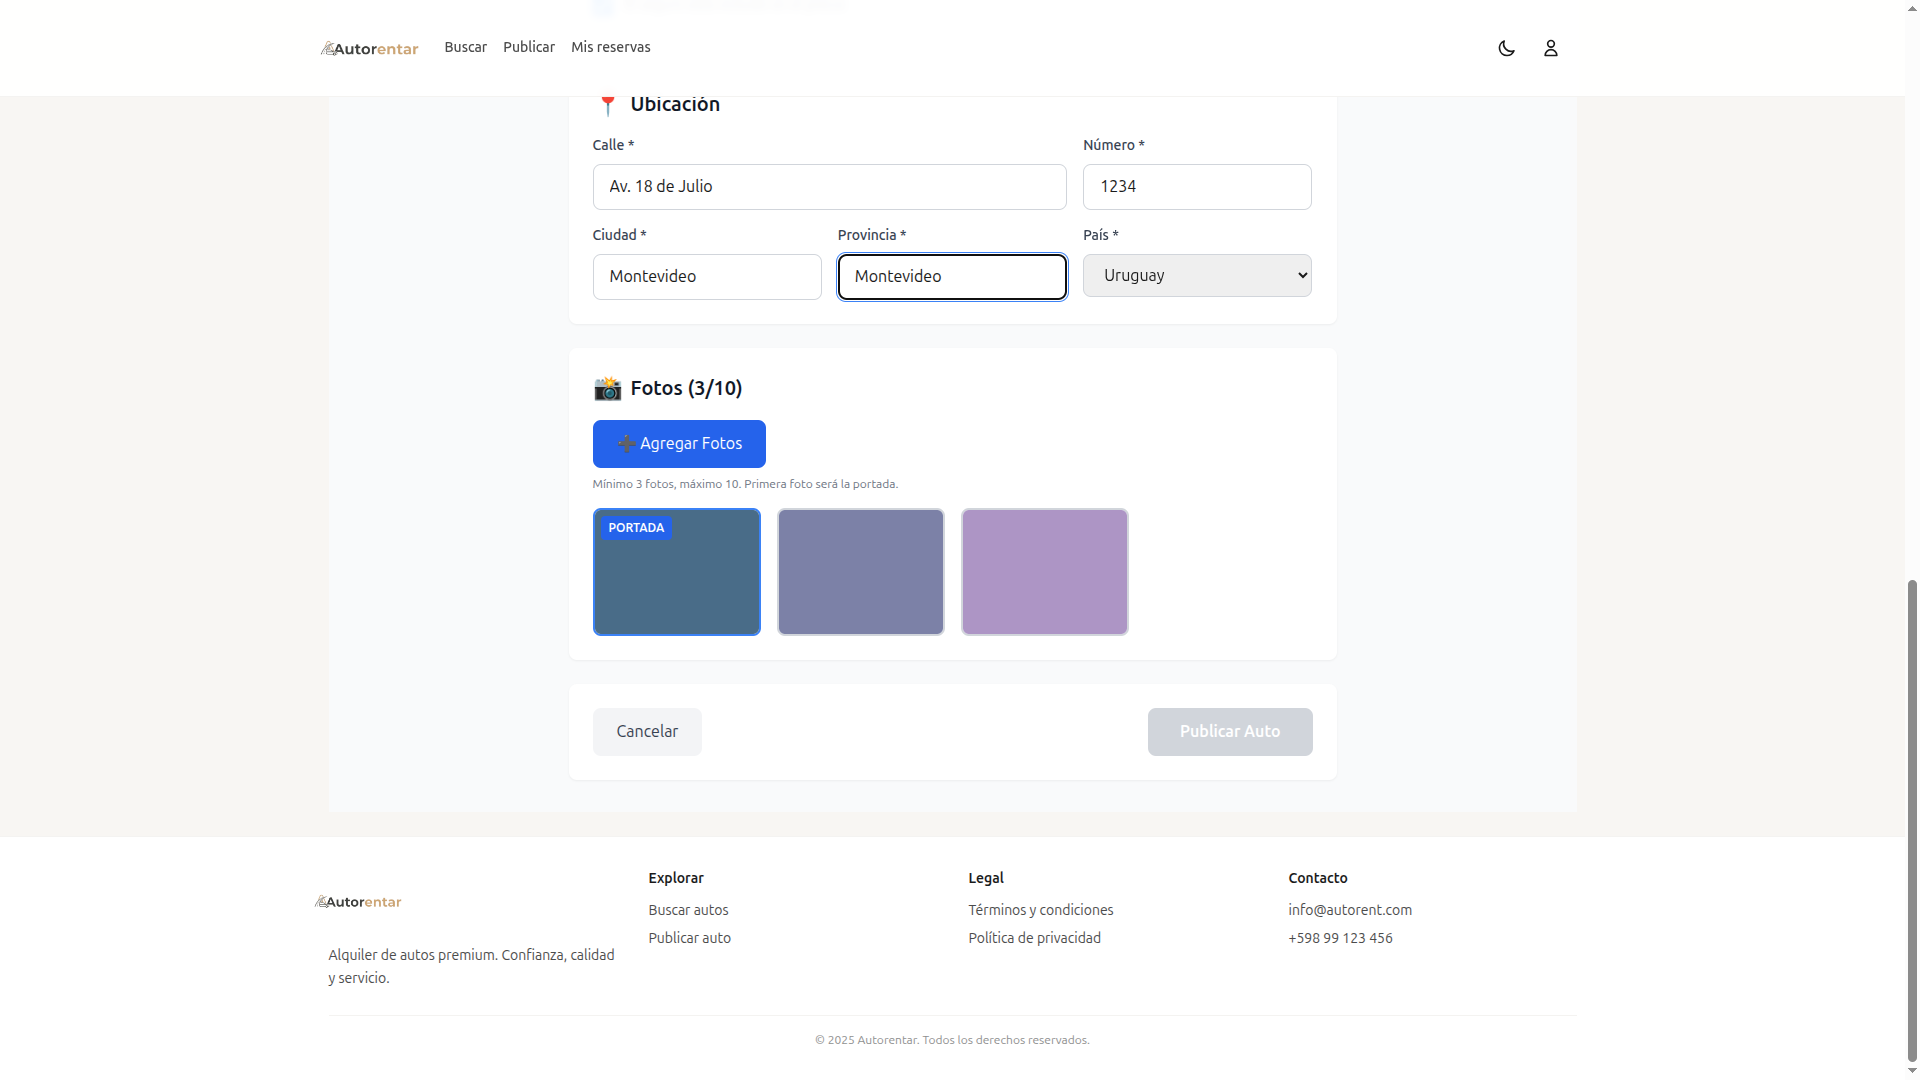 Autorentar
Buscar
Publicar
Mis reservas
Ubicación
Calle *
Número *
Av. 18 de Julio
1234
Ciudad *
Provincia *
País *
Montevideo
Montevideo
Uruguay
Fotos (3/10)
Agregar Fotos
Mínimo 3 fotos, máximo 10. Primera foto será la portada.
PORTADA
Cancelar
Publicar Auto
Autorentar
Alquiler de autos premium. Confianza, calidad
y servicio.
Explorar
Buscar autos
Publicar auto
Legal
Términos y condiciones
Política de privacidad
Contacto
info@autorent.com
+598 99 123 456
© 2025 Autorentar. Todos los derechos reservados.